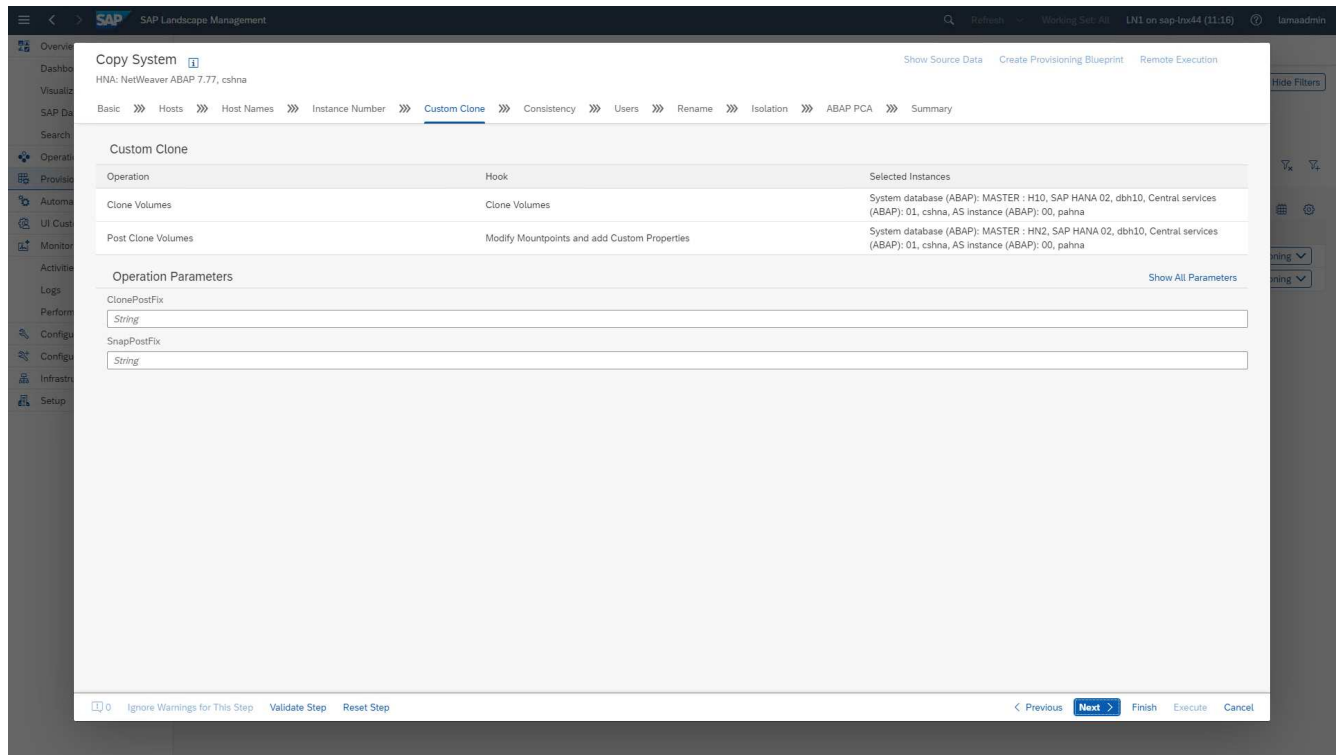 SAP SAP Landscape Management Refresh Working Set: All LN1 on sap-lnx44 (11:16) lamaadmin
Overvie
Dashbo
Visualiz
SAP Da
Search
Operati
Provisio
Automa
UI Cust
Monitor
Activitie
Logs
Perform
Configu
Configu
Infrastru
Setup
Copy System
Show Source Data Create Provisioning Blueprint Remote Execution
HNA: NetWeaver ABAP 7.77, cshna
Hide Filters
Basic Hosts Host Names Instance Number Custom Clone Consistency Users Rename Isolation ABAP PCA Summary
Custom Clone
Operation Hook Selected Instances
Clone Volumes Clone Volumes System database (ABAP): MASTER : H10, SAP HANA 02, dbh10, Central services
(ABAP): 01, cshna, AS instance (ABAP): 00, pahna
Post Clone Volumes Modify Mountpoints and add Custom Properties System database (ABAP): MASTER : HN2, SAP HANA 02, dbh10, Central services
(ABAP): 01, cshna, AS instance (ABAP): 00, pahna
oning
Operation Parameters Show All Parameters
oning
ClonePostFix
String
SnapPostFix
String
0 Ignore Warnings for This Step Validate Step Reset Step < Previous Next > Finish Execute Cancel